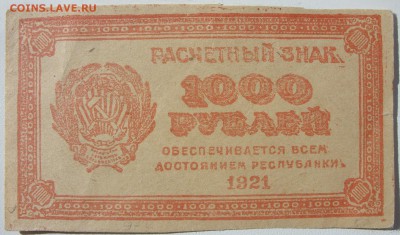 COINS.LAVE.RU
РАСЧЕТНЫЙ ЗНАК.
1000
РУБЛЕЙ
ОБЕСПЕЧИВАЕТСЯ ВСЕМ
ДОСТОЯНИЕМ РЕСПУБЛИКИ.
1921